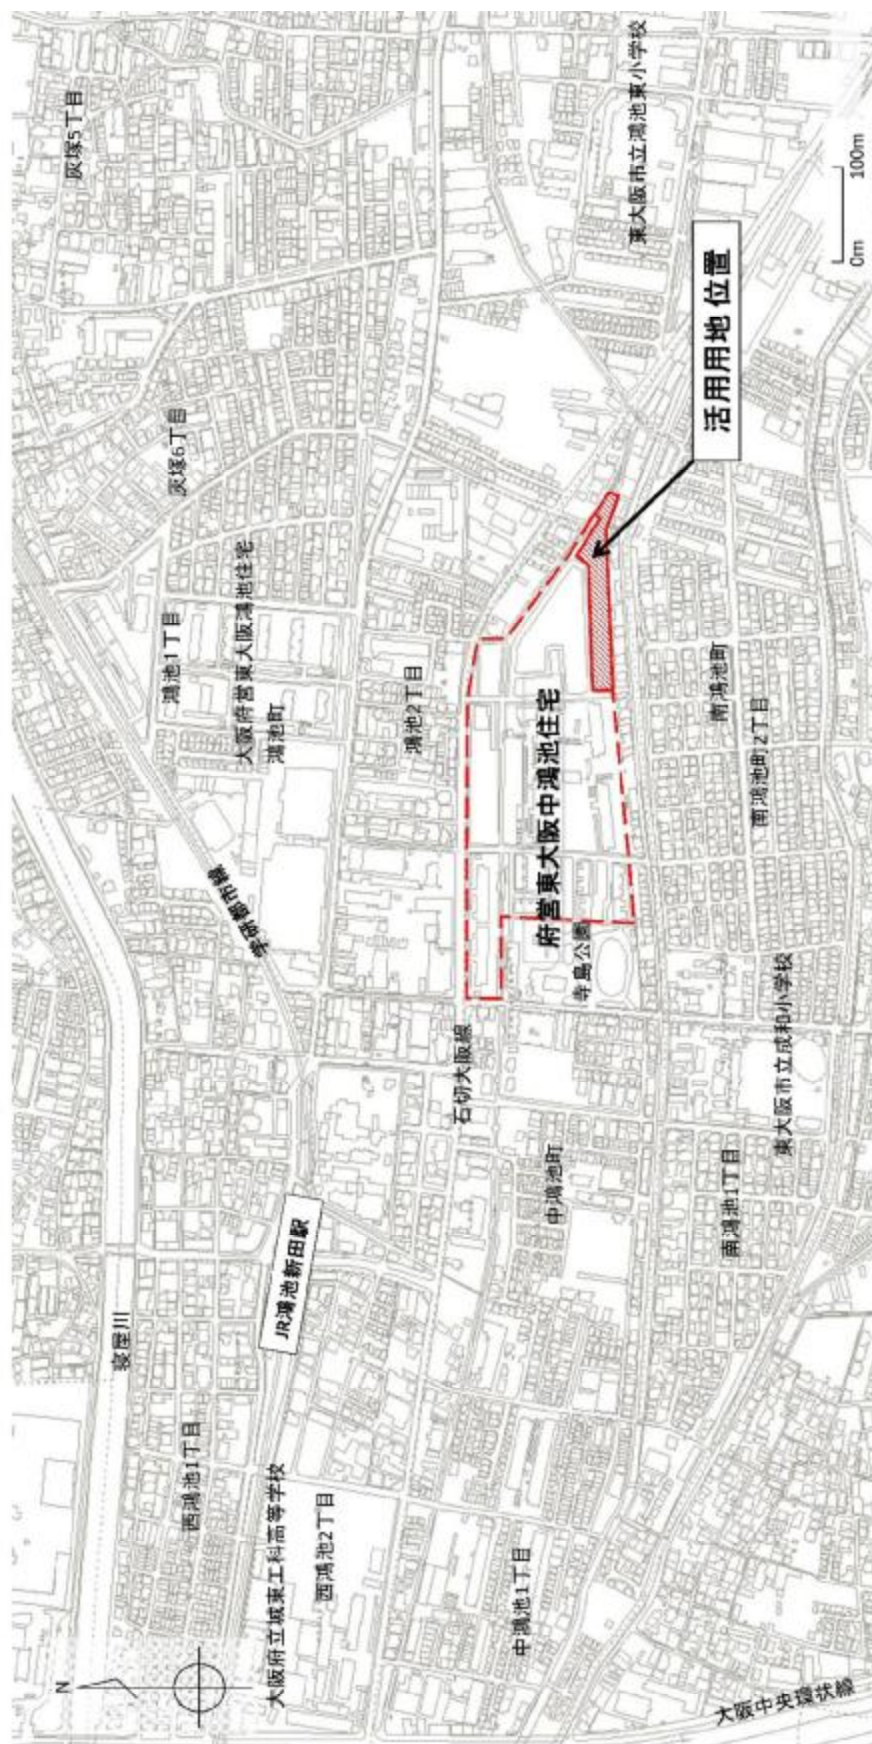 N
灰塚5丁目
寝屋川
鴻池1丁目
灰塚6丁目
西鴻池1丁目
学研都市線
大阪府営東大阪鴻池住宅
鴻池町
大阪府立城東工科高等学校
JR鴻池新田駅
西鴻池2丁目
鴻池2丁目
石切大阪線
中鴻池1丁目
府営東大阪中鴻池住宅
中鴻池町
寺島公園
東大阪市立鴻池東小学校
活用用地 位置
南鴻池町
南鴻池1丁目
南鴻池町2丁目
東大阪市立成和小学校
大阪中央環状線
0m 100m